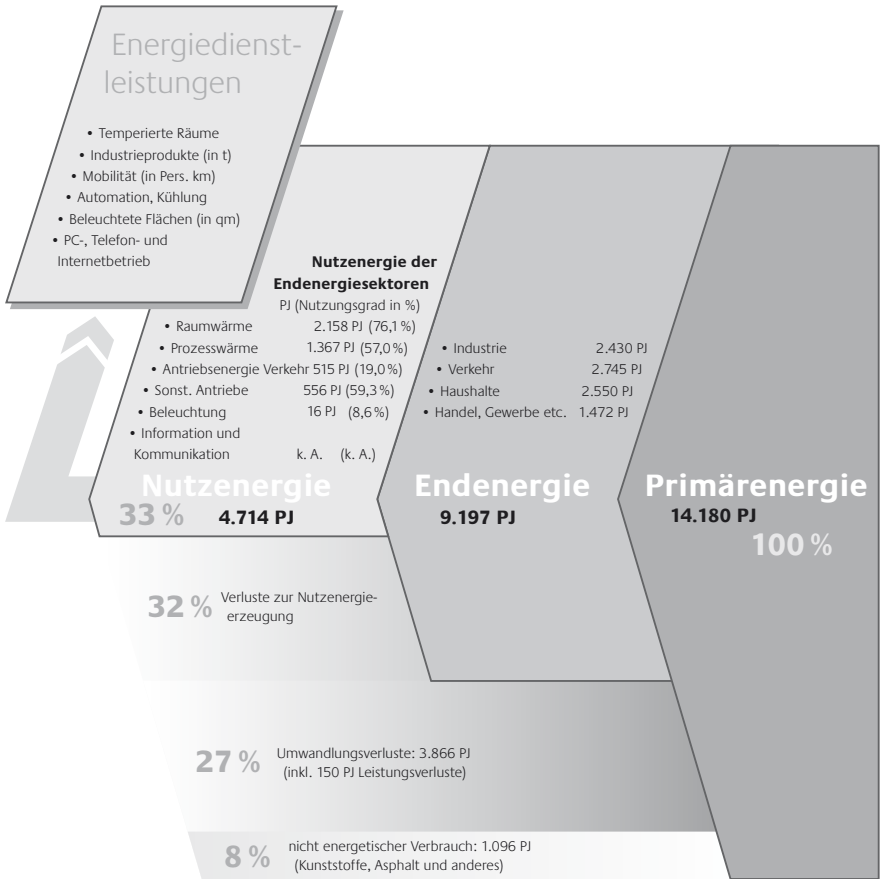 Energiedienst-
leistungen
• Temperierte Räume
• Industrieprodukte (in t)
• Mobilität (in Pers. km)
• Automation, Kühlung
• Beleuchtete Flächen (in qm)
• PC-, Telefon- und
Internetbetrieb
Nutzenergie der
Endenergiesektoren
PJ (Nutzungsgrad in %)
• Raumwärme 2.158 PJ (76,1 %)
• Prozesswärme 1.367 PJ (57,0 %)
• Antriebsenergie Verkehr 515 PJ (19,0 %)
• Sonst. Antriebe 556 PJ (59,3 %)
• Beleuchtung 16 PJ (8,6 %)
• Information und
Kommunikation k. A. (k. A.)
Nutzenergie
33 % 4.714 PJ
• Industrie 2.430 PJ
• Verkehr 2.745 PJ
• Haushalte 2.550 PJ
• Handel, Gewerbe etc. 1.472 PJ
Endenergie
9.197 PJ
Primärenergie
14.180 PJ
100 %
32 % Verluste zur Nutzenergie-
erzeugung
27 % Umwandlungsverluste: 3.866 PJ
(inkl. 150 PJ Leistungsverluste)
8 % nicht energetischer Verbrauch: 1.096 PJ
(Kunststoffe, Asphalt und anderes)